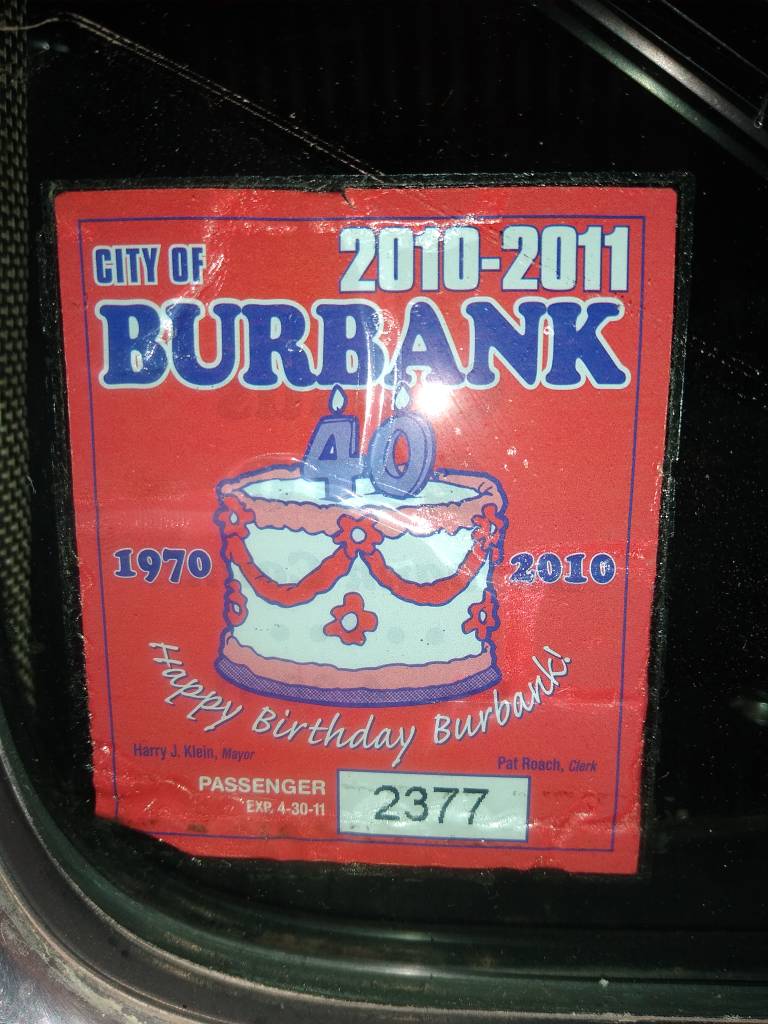 CITY OF
2010-2011
BURBANK
40
1970
2010
Happy Birthday Burbank!
Harry J. Klein, Mayor
Pat Roach, Clerk
PASSENGER
EXP. 4-30-11
2377